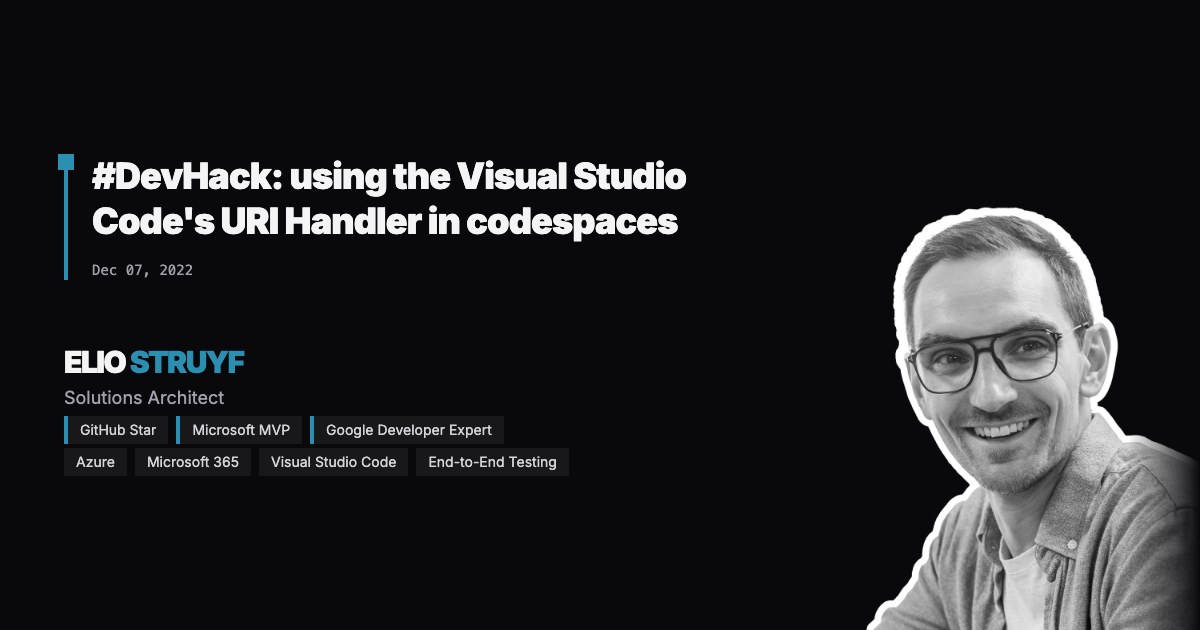 #DevHack: using the Visual Studio
Code's URI Handler in codespaces
Dec 07, 2022
ELIO STRUYF
Solutions Architect
GitHub Star Microsoft MVP Google Developer Expert
Azure Microsoft 365 Visual Studio Code End-to-End Testing